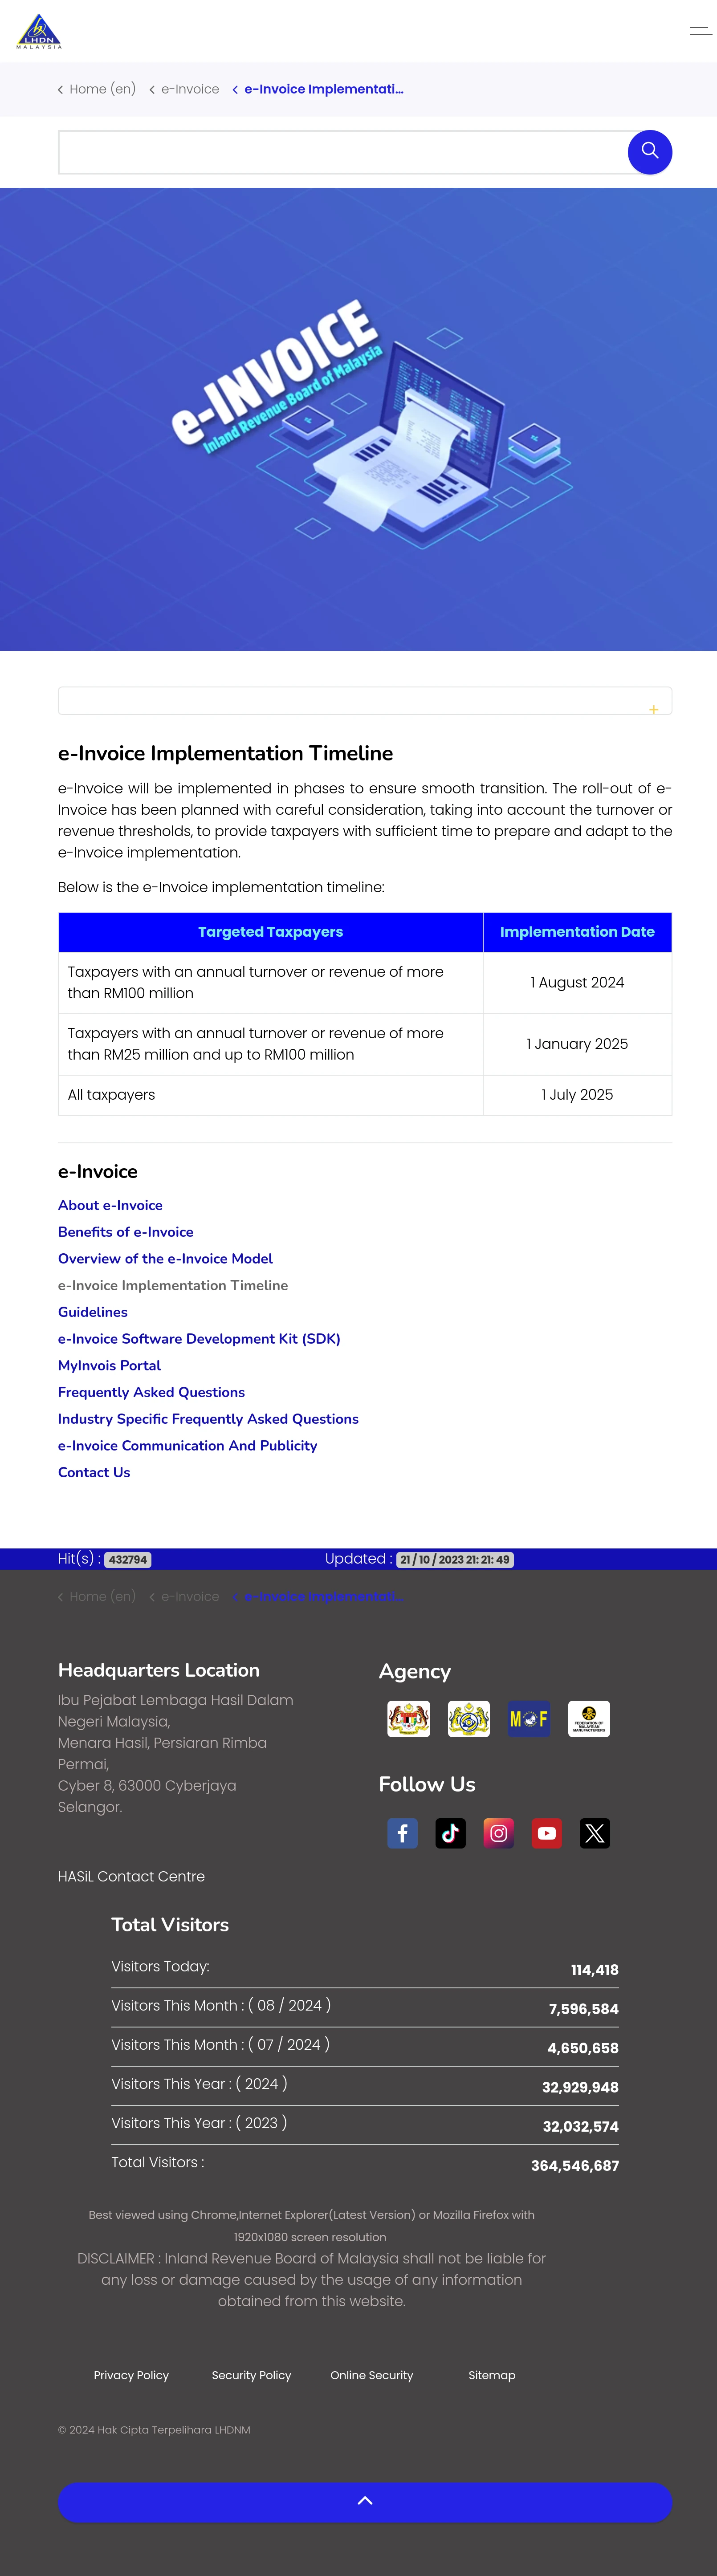 LHDN
MALAYSIA
Home (en) e-Invoice e-Invoice Implementati...
e-INVOICE
Inland Revenue Board of Malaysia
+
e-Invoice Implementation Timeline
e-Invoice will be implemented in phases to ensure smooth transition. The roll-out of e-
Invoice has been planned with careful consideration, taking into account the turnover or
revenue thresholds, to provide taxpayers with sufficient time to prepare and adapt to the
e-Invoice implementation.
Below is the e-Invoice implementation timeline:
Targeted Taxpayers Implementation Date
Taxpayers with an annual turnover or revenue of more
than RM100 million
1 August 2024
Taxpayers with an annual turnover or revenue of more
than RM25 million and up to RM100 million
1 January 2025
All taxpayers 1 July 2025
e-Invoice
About e-Invoice
Benefits of e-Invoice
Overview of the e-Invoice Model
e-Invoice Implementation Timeline
Guidelines
e-Invoice Software Development Kit (SDK)
MyInvois Portal
Frequently Asked Questions
Industry Specific Frequently Asked Questions
e-Invoice Communication And Publicity
Contact Us
Hit(s) : 432794 Updated : 21 / 10 / 2023 21: 21: 49
Home (en) e-Invoice e-Invoice Implementati...
Headquarters Location
Ibu Pejabat Lembaga Hasil Dalam
Negeri Malaysia,
Menara Hasil, Persiaran Rimba
Permai,
Cyber 8, 63000 Cyberjaya
Selangor.
HASiL Contact Centre
Agency
MOF
FEDERATION OF
MALAYSIAN
MANUFACTURERS
Follow Us
Total Visitors
Visitors Today: 114,418
Visitors This Month : ( 08 / 2024 ) 7,596,584
Visitors This Month : ( 07 / 2024 ) 4,650,658
Visitors This Year : ( 2024 ) 32,929,948
Visitors This Year : ( 2023 ) 32,032,574
Total Visitors : 364,546,687
Best viewed using Chrome,Internet Explorer(Latest Version) or Mozilla Firefox with
1920x1080 screen resolution
DISCLAIMER : Inland Revenue Board of Malaysia shall not be liable for
any loss or damage caused by the usage of any information
obtained from this website.
Privacy Policy Security Policy Online Security Sitemap
© 2024 Hak Cipta Terpelihara LHDNM